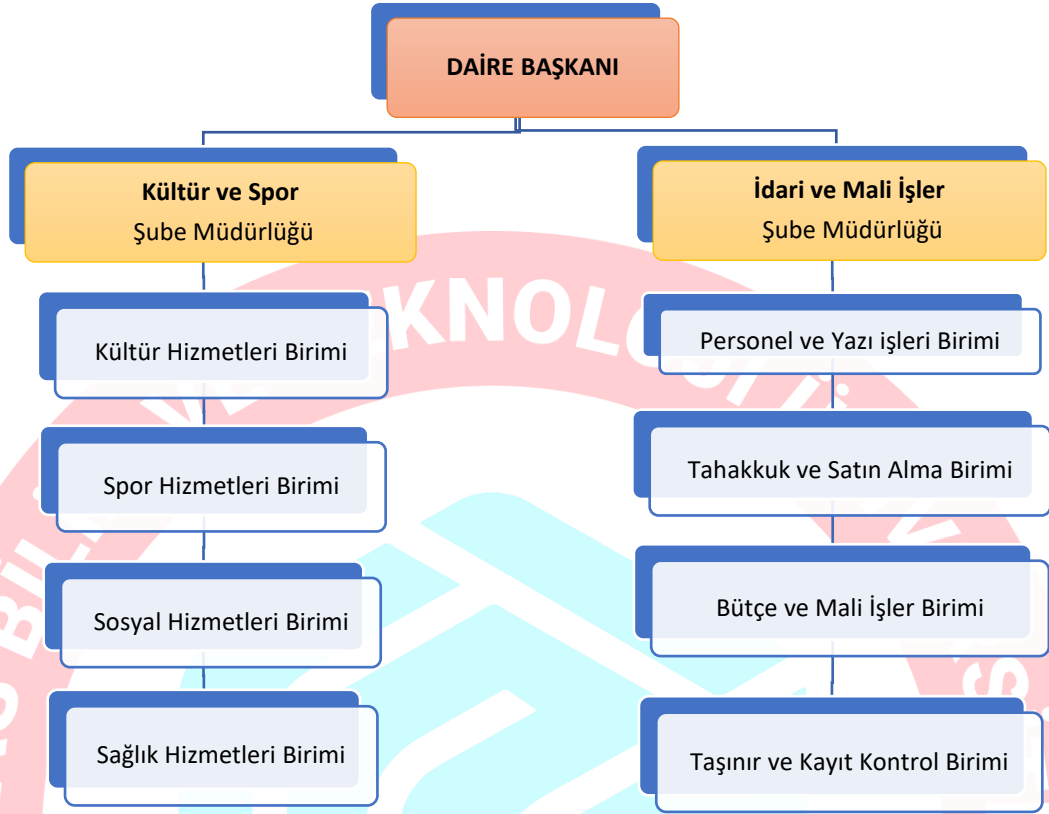 DAİRE BAŞKANI
Kültür ve Spor
Şube Müdürlüğü
Kültür Hizmetleri Birimi
Spor Hizmetleri Birimi
Sosyal Hizmetleri Birimi
Sağlık Hizmetleri Birimi
İdari ve Mali İşler
Şube Müdürlüğü
Personel ve Yazı işleri Birimi
Tahakkuk ve Satın Alma Birimi
Bütçe ve Mali İşler Birimi
Taşınır ve Kayıt Kontrol Birimi